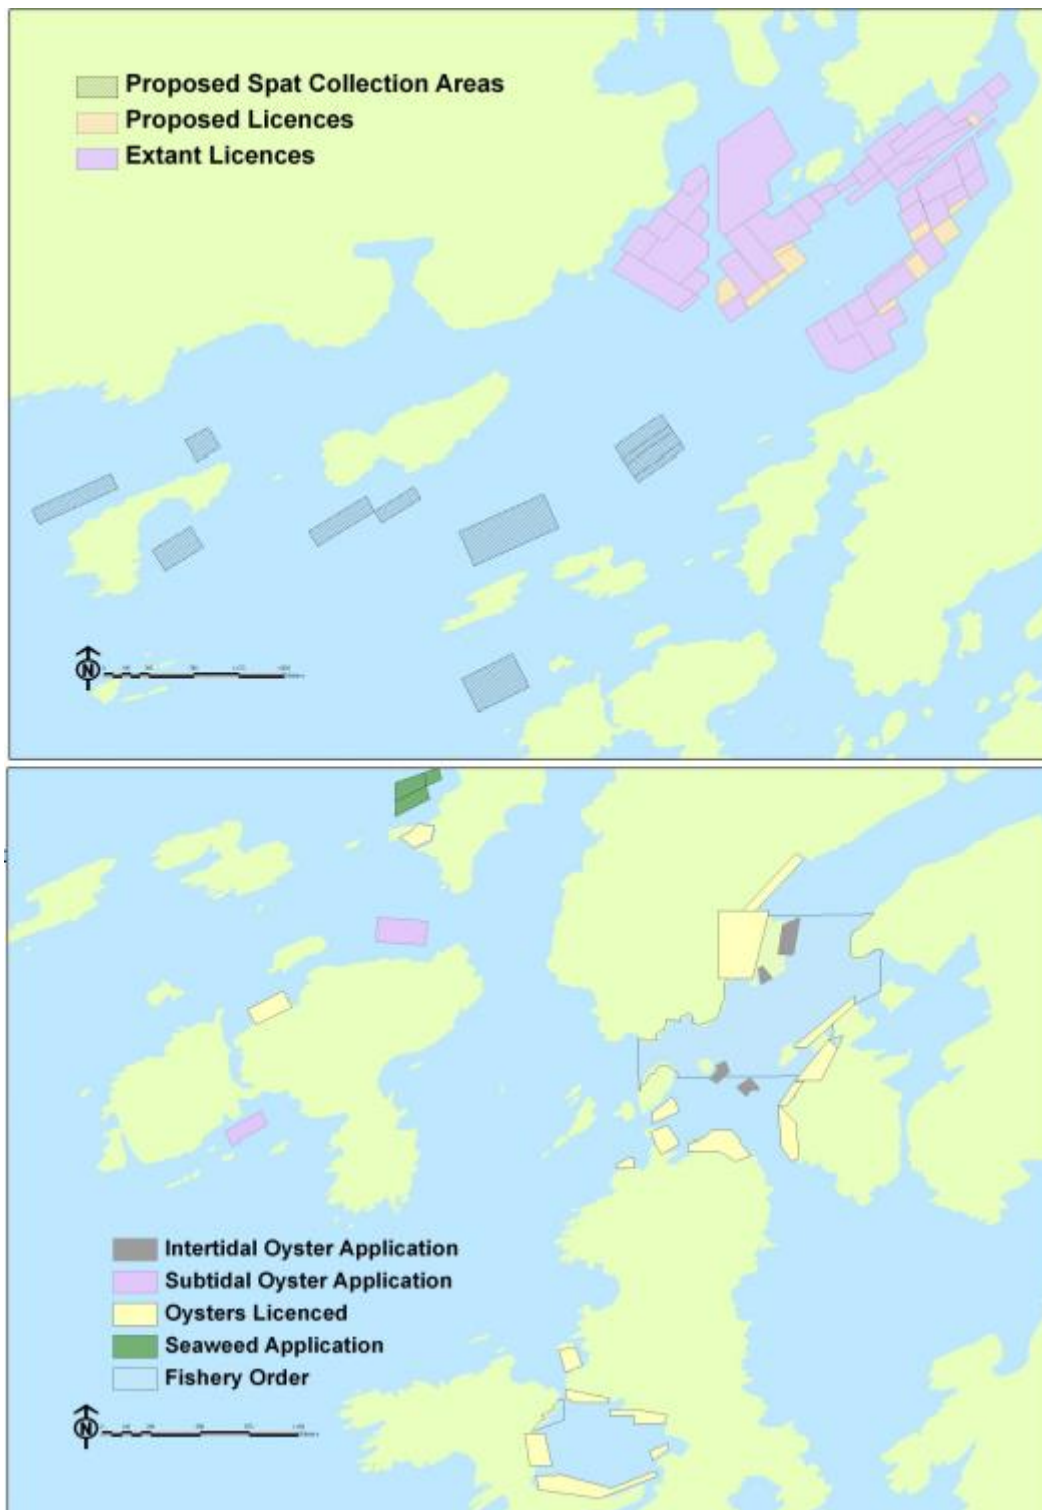 Proposed Spat Collection Areas
Proposed Licences
Extant Licences
N
Intertidal Oyster Application
Subtidal Oyster Application
Oysters Licenced
Seaweed Application
Fishery Order
N